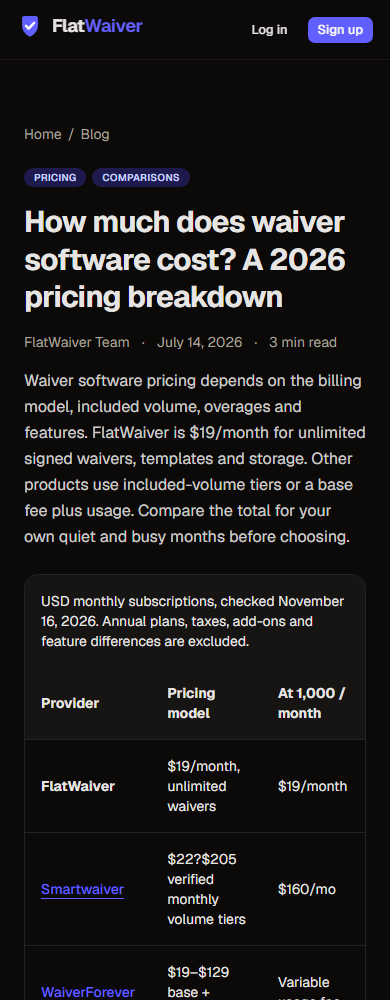 FlatWaiver
Log in
Sign up
Home / Blog
PRICING
COMPARISONS
How much does waiver
software cost? A 2026
pricing breakdown
FlatWaiver Team · July 14, 2026 · 3 min read
Waiver software pricing depends on the billing
model, included volume, overages and
features. FlatWaiver is $19/month for unlimited
signed waivers, templates and storage. Other
products use included-volume tiers or a base
fee plus usage. Compare the total for your
own quiet and busy months before choosing.
USD monthly subscriptions, checked November
16, 2026. Annual plans, taxes, add-ons and
feature differences are excluded.
Provider
Pricing
model
At 1,000 /
month
FlatWaiver
$19/month,
unlimited
waivers
$19/month
Smartwaiver
$22?$205
verified
monthly
volume tiers
$160/mo
WaiverForever
$19–$129
base +
Variable